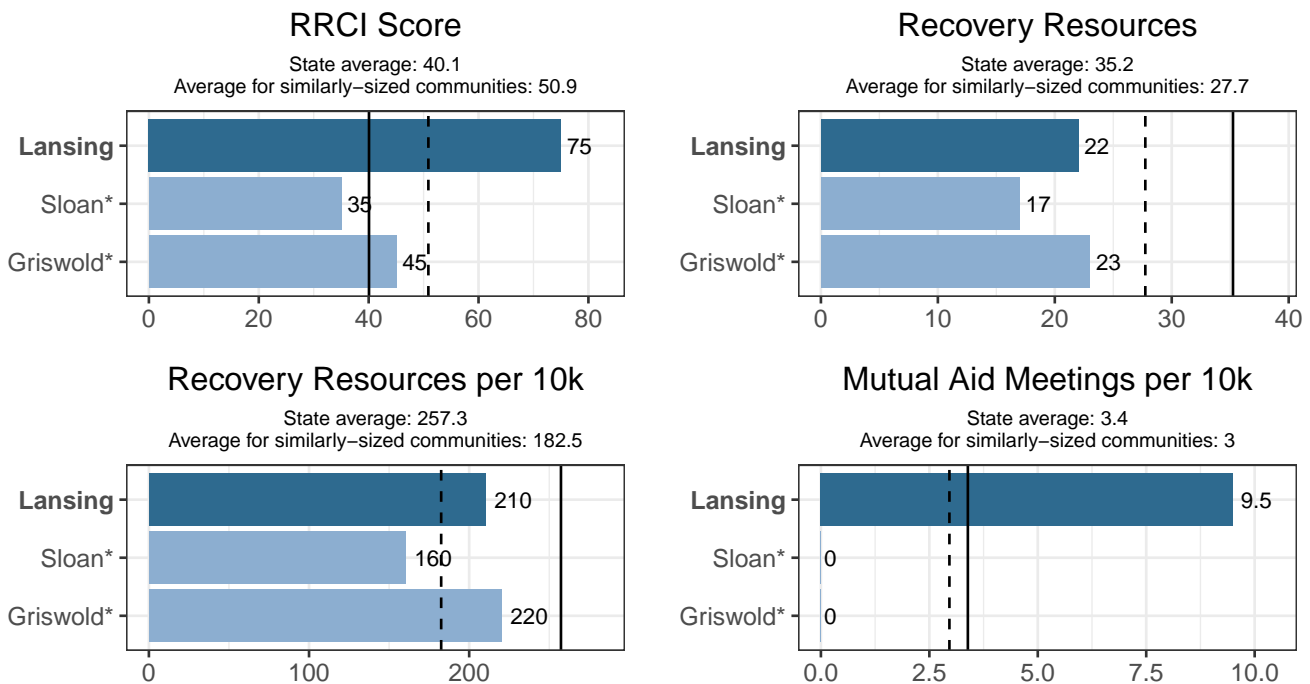 RRCI Score
State average: 40.1
Average for similarly−sized communities: 50.9
Lansing 75
Sloan* 35
Griswold* 45
0 20 40 60 80
Recovery Resources
State average: 35.2
Average for similarly−sized communities: 27.7
Lansing 22
Sloan* 17
Griswold* 23
0 10 20 30 40
Recovery Resources per 10k
State average: 257.3
Average for similarly−sized communities: 182.5
Lansing 210
Sloan* 160
Griswold* 220
0 100 200
Mutual Aid Meetings per 10k
State average: 3.4
Average for similarly−sized communities: 3
Lansing 9.5
Sloan* 0
Griswold* 0
0.0 2.5 5.0 7.5 10.0